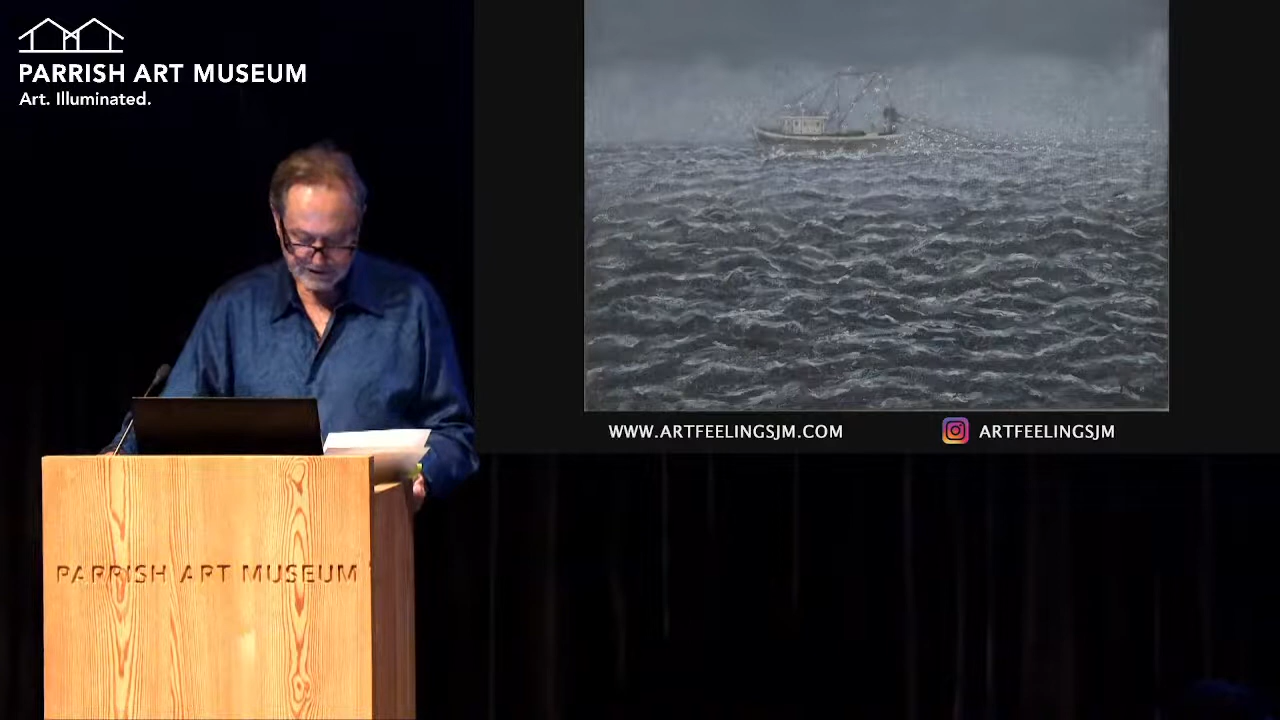 PARRISH ART MUSEUM
Art. Illuminated.
WWW.ARTFEELINGSJM.COM
ARTFEELINGSJM
PARRISH ART MUSEUM